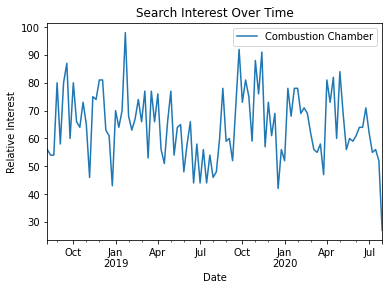 Search Interest Over Time
Combustion Chamber
Relative Interest
100
90
80
70
60
50
40
30
Oct Jan Apr Jul Oct Jan Apr Jul
2019 2020
Date